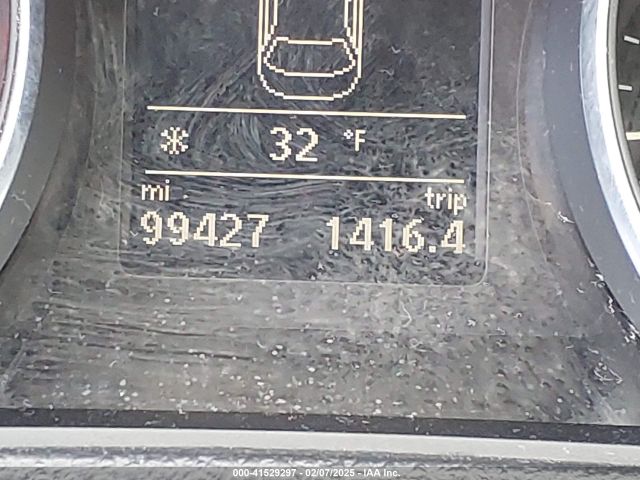 32 °F
mi trip
99427 1416.4
000-41529297 - 02/07/2025 - IAA Inc.